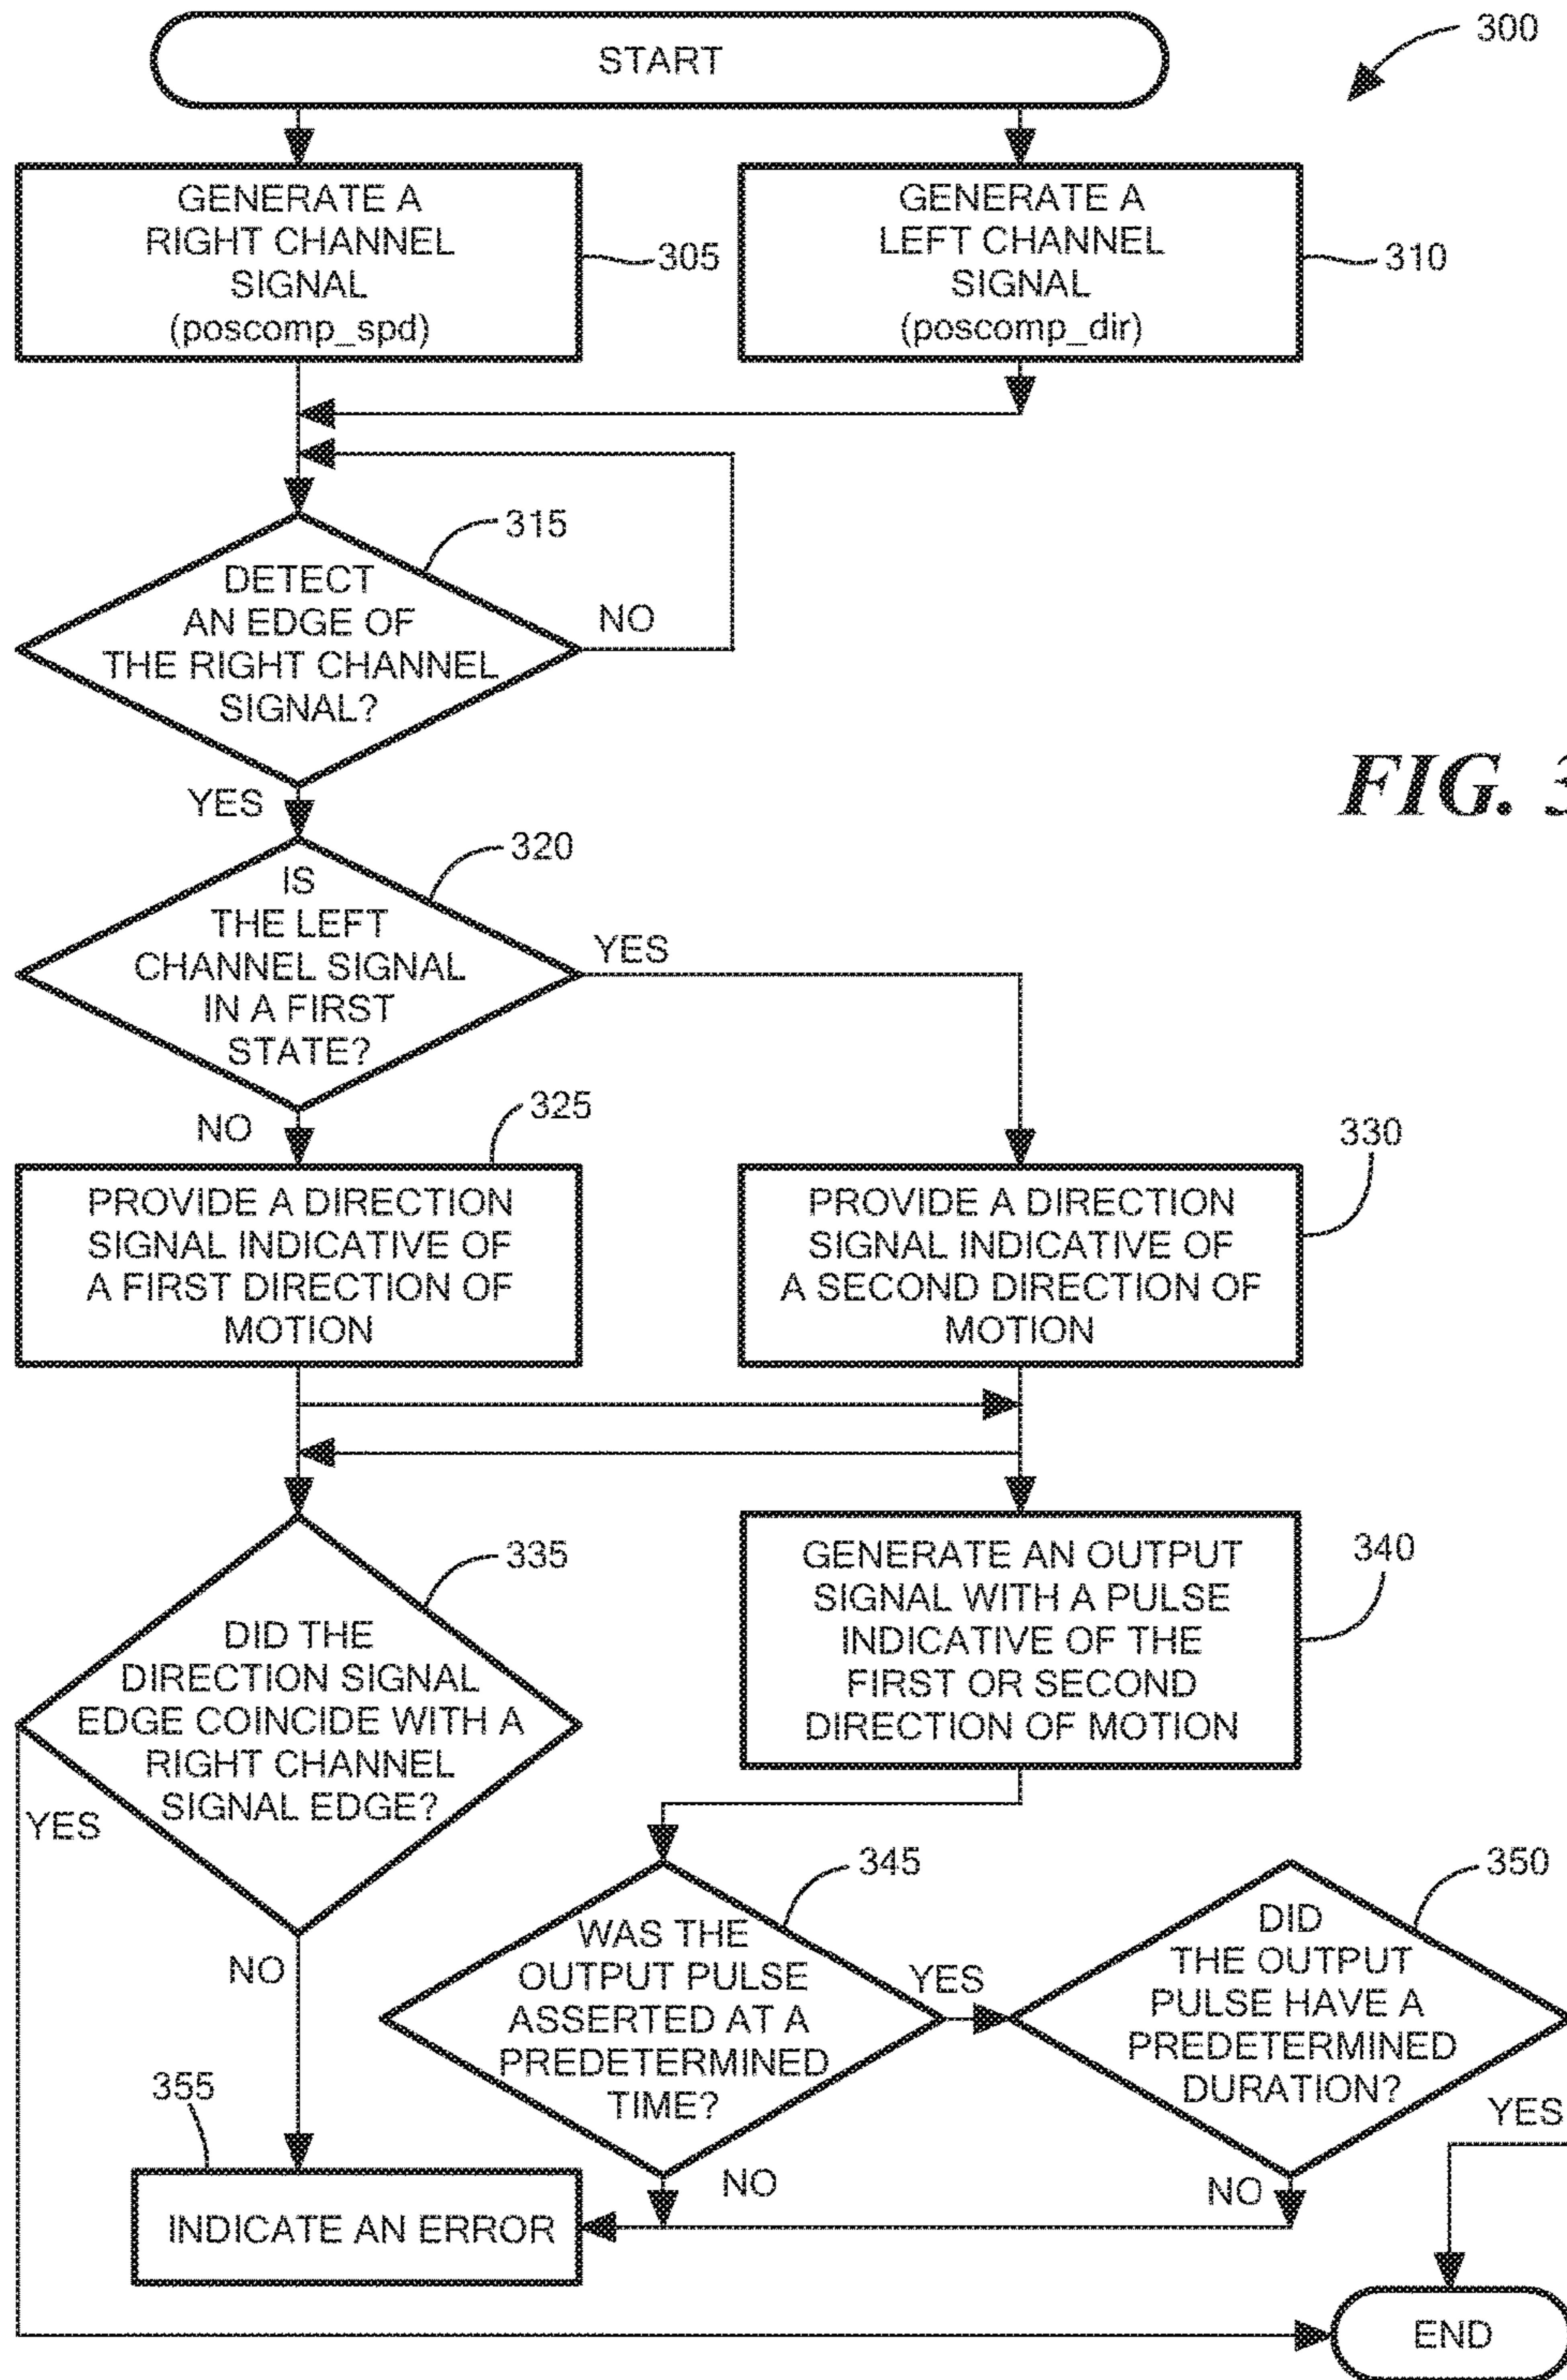 300
START
GENERATE A
RIGHT CHANNEL
SIGNAL
(poscomp_spd)
305
GENERATE A
LEFT CHANNEL
SIGNAL
(poscomp_dir)
310
315
DETECT
AN EDGE OF
THE RIGHT CHANNEL
SIGNAL?
NO
YES
FIG. 3
320
IS
THE LEFT
CHANNEL SIGNAL
IN A FIRST
STATE?
YES
NO
325
PROVIDE A DIRECTION
SIGNAL INDICATIVE OF
A FIRST DIRECTION OF
MOTION
330
PROVIDE A DIRECTION
SIGNAL INDICATIVE OF
A SECOND DIRECTION OF
MOTION
335
DID THE
DIRECTION SIGNAL
EDGE COINCIDE WITH A
RIGHT CHANNEL
SIGNAL EDGE?
YES
NO
340
GENERATE AN OUTPUT
SIGNAL WITH A PULSE
INDICATIVE OF THE
FIRST OR SECOND
DIRECTION OF MOTION
345
WAS THE
OUTPUT PULSE
ASSERTED AT A
PREDETERMINED
TIME?
YES
NO
350
DID
THE OUTPUT
PULSE HAVE A
PREDETERMINED
DURATION?
YES
NO
355
INDICATE AN ERROR
END